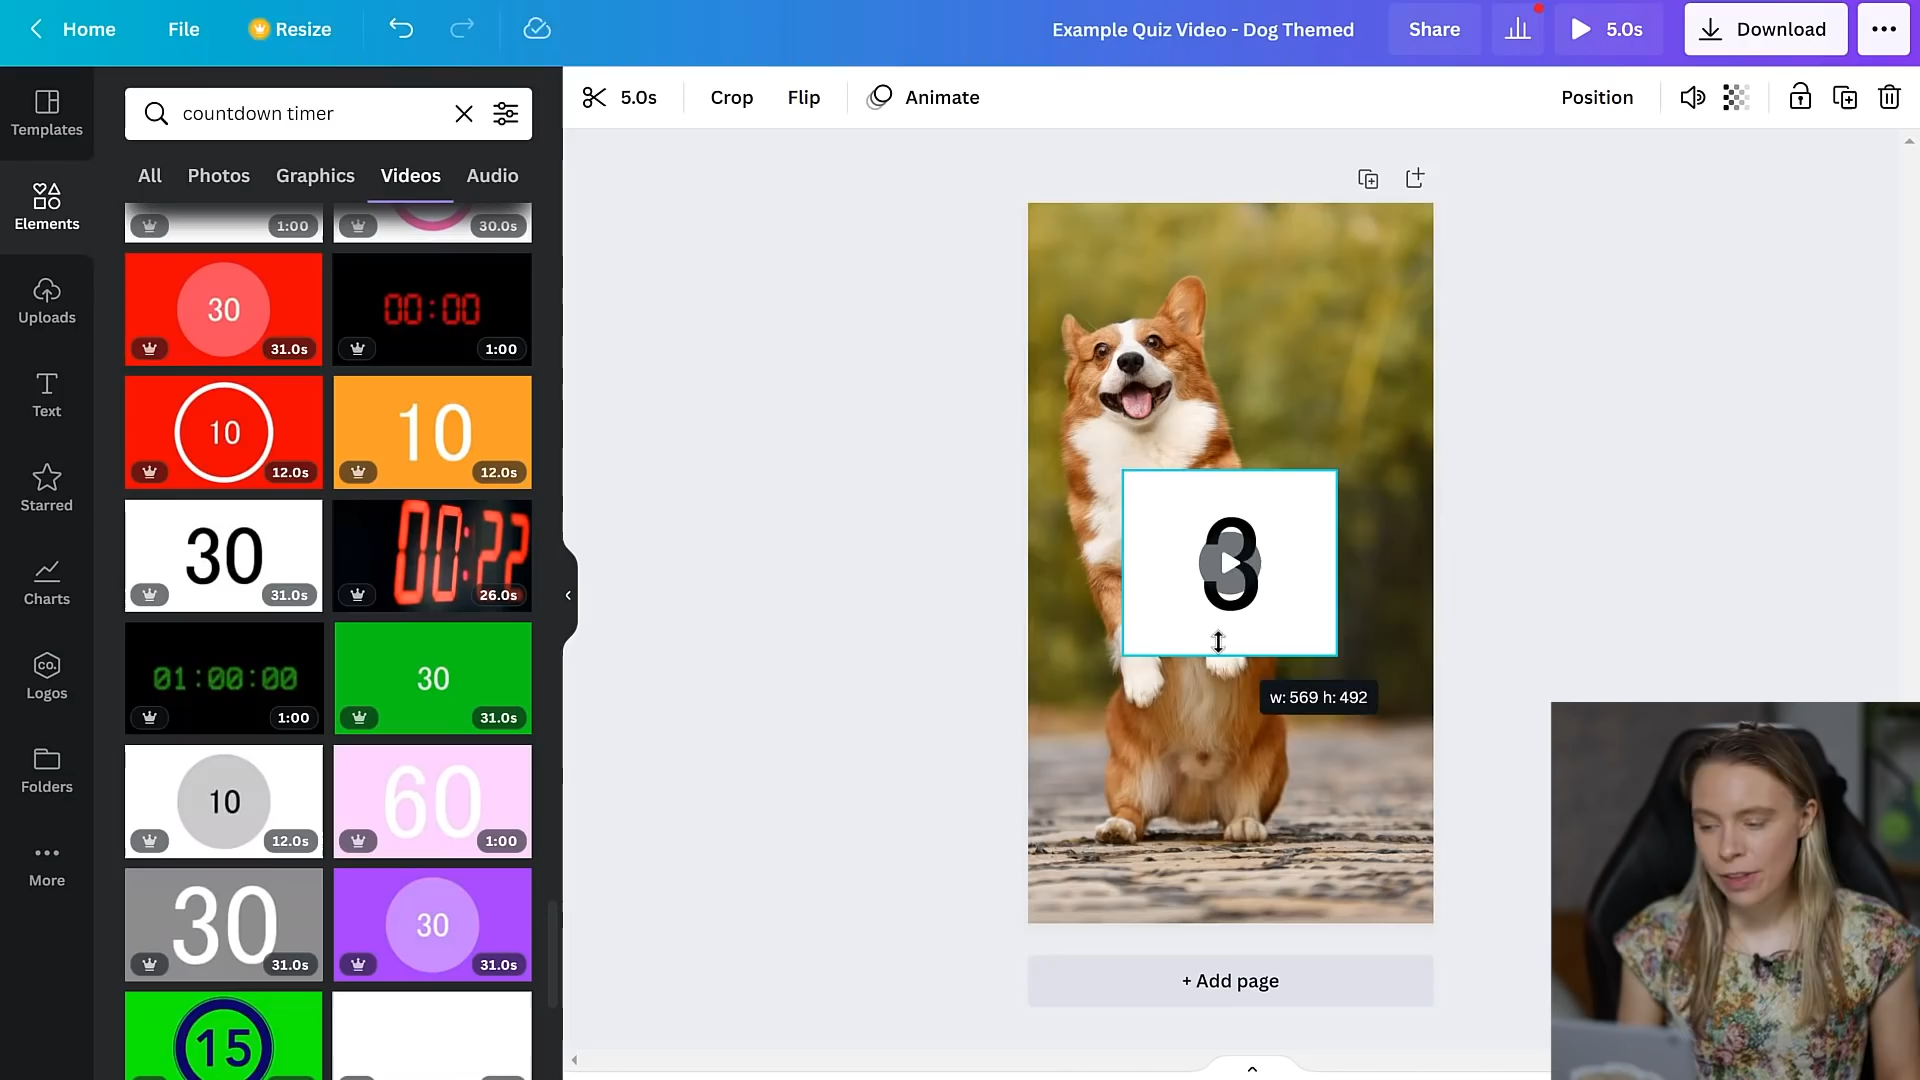 Home
File
Resize
Example Quiz Video - Dog Themed
Share
5.0s
Download
Templates
Elements
Uploads
Text
Starred
Charts
CO.
Logos
Folders
More
countdown timer
All
Photos
Graphics
Videos
Audio
1:00
30.0s
30
31.0s
00:00
1:00
10
12.0s
10
12.0s
30
31.0s
00:22
26.0s
01:00:00
1:00
30
31.0s
10
12.0s
60
1:00
30
31.0s
30
31.0s
15
5.0s
Crop
Flip
Animate
Position
3
w: 569 h: 492
+ Add page